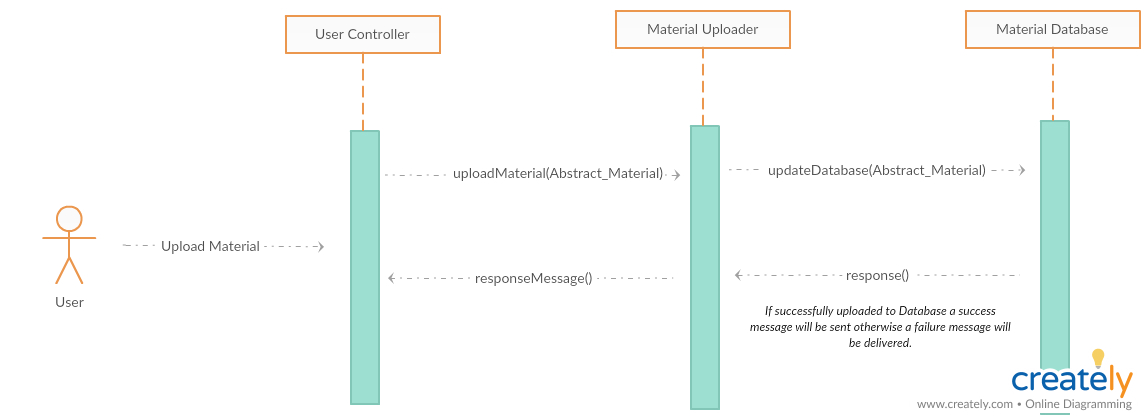 User Controller
Material Uploader
Material Database
uploadMaterial(Abstract_Material)
updateDatabase(Abstract_Material)
Upload Material
responseMessage()
response()
User
If successfully uploaded to Database a success
message will be sent otherwise a failure message will
be delivered.
creately
www.creately.com • Online Diagramming